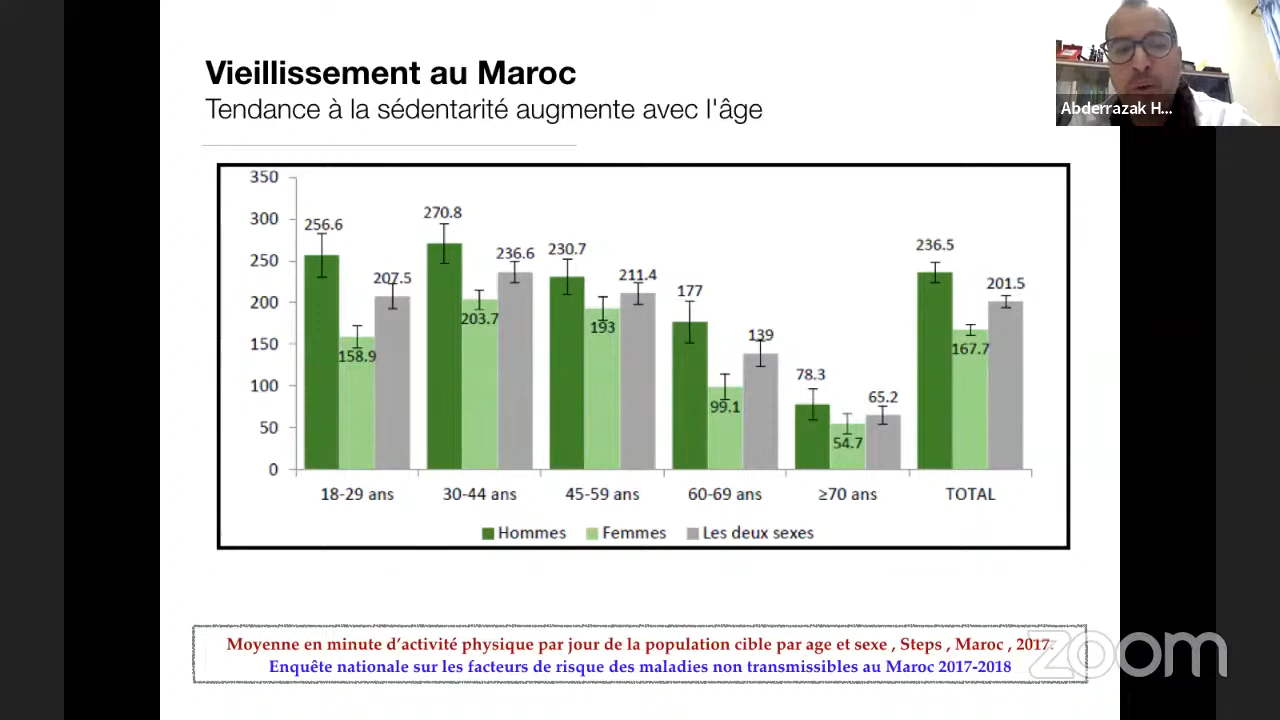 Vieillissement au Maroc
Tendance à la sédentarité augmente avec l'âge
Abderrazak H...
350
300
250
200
150
100
50
0
256.6
158.9
207.5
270.8
203.7
236.6
230.7
193
211.4
177
99.1
139
78.3
54.7
65.2
236.5
167.7
201.5
18-29 ans
30-44 ans
45-59 ans
60-69 ans
≥70 ans
TOTAL
Hommes
Femmes
Les deux sexes
Moyenne en minute d'activité physique par jour de la population cible par age et sexe , Steps , Maroc , 2017.
Enquête nationale sur les facteurs de risque des maladies non transmissibles au Maroc 2017-2018
zoom